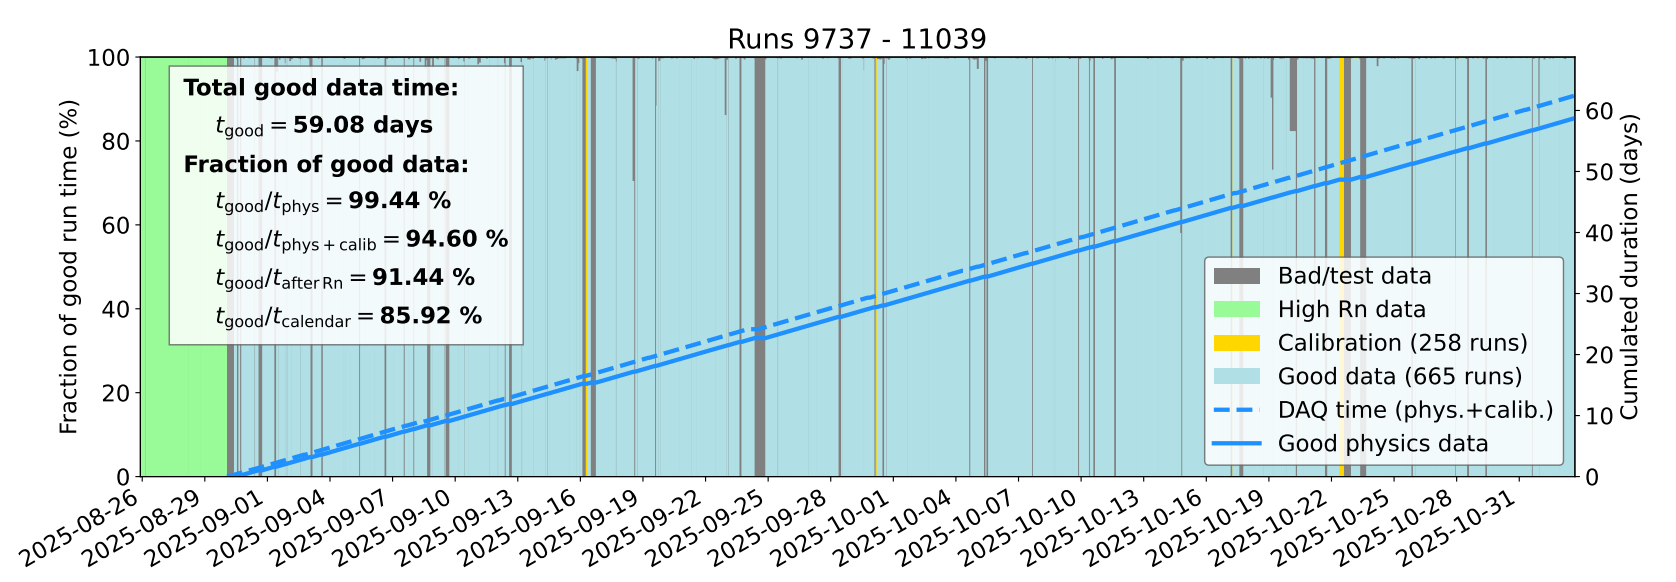 Runs 9737 - 11039
Fraction of good run time (%)
100
80
60
40
20
0
Total good data time:
t_good = 59.08 days
Fraction of good data:
t_good/t_phys = 99.44 %
t_good/t_phys + calib = 94.60 %
t_good/t_after Rn = 91.44 %
t_good/t_calendar = 85.92 %
Bad/test data
High Rn data
Calibration (258 runs)
Good data (665 runs)
DAQ time (phys.+calib.)
Good physics data
60
50
40
30
20
10
0
Cumulated duration (days)
2025-08-26
2025-08-29
2025-09-01
2025-09-04
2025-09-07
2025-09-10
2025-09-13
2025-09-16
2025-09-19
2025-09-22
2025-09-25
2025-09-28
2025-10-01
2025-10-04
2025-10-07
2025-10-10
2025-10-13
2025-10-16
2025-10-19
2025-10-22
2025-10-25
2025-10-28
2025-10-31